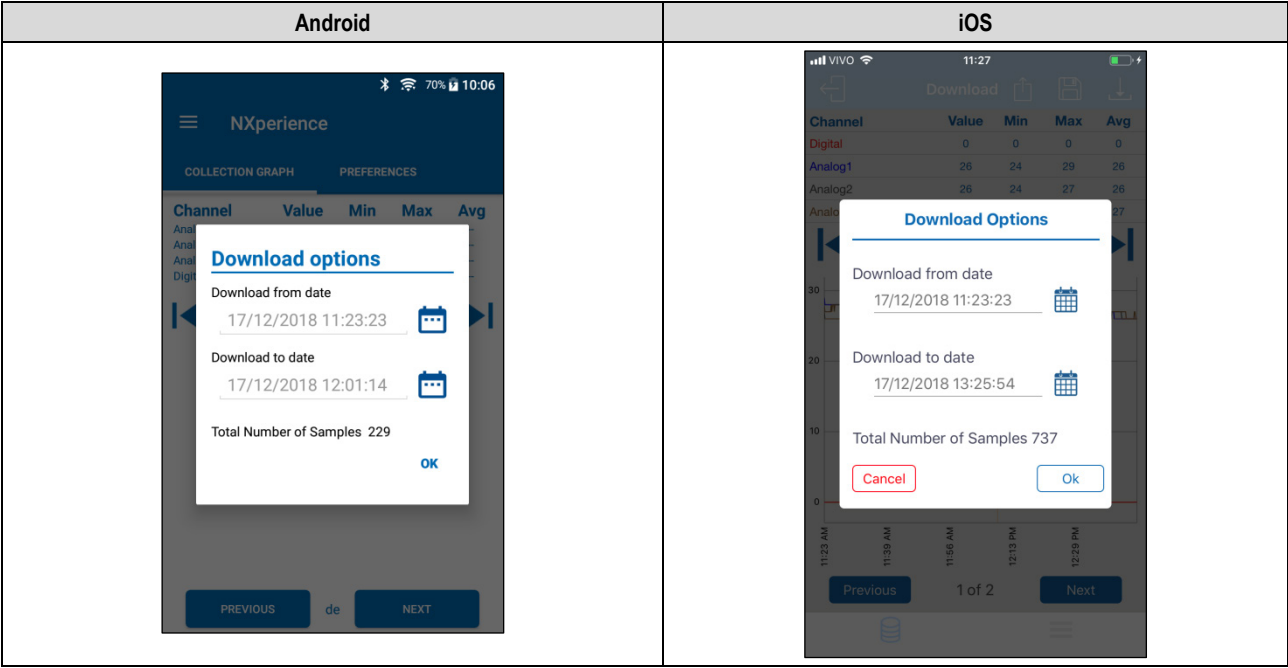 Android
iOS
70% 10:06
NXperience
COLLECTION GRAPH PREFERENCES
Channel Value Min Max Avg
Anal
Anal
Anal
Digit
Download options
Download from date
17/12/2018 11:23:23
Download to date
17/12/2018 12:01:14
Total Number of Samples 229
OK
PREVIOUS de NEXT
VIVO 11:27
Download
Channel Value Min Max Avg
Digital 0 0 0 0
Analog1 26 24 29 26
Analog2 26 24 27 26
Analo 27
Download Options
Download from date
17/12/2018 11:23:23
Download to date
17/12/2018 13:25:54
Total Number of Samples 737
Cancel Ok
30
20
10
0
11:23 AM 11:39 AM 11:56 AM 12:13 PM 12:29 PM
Previous 1 of 2 Next